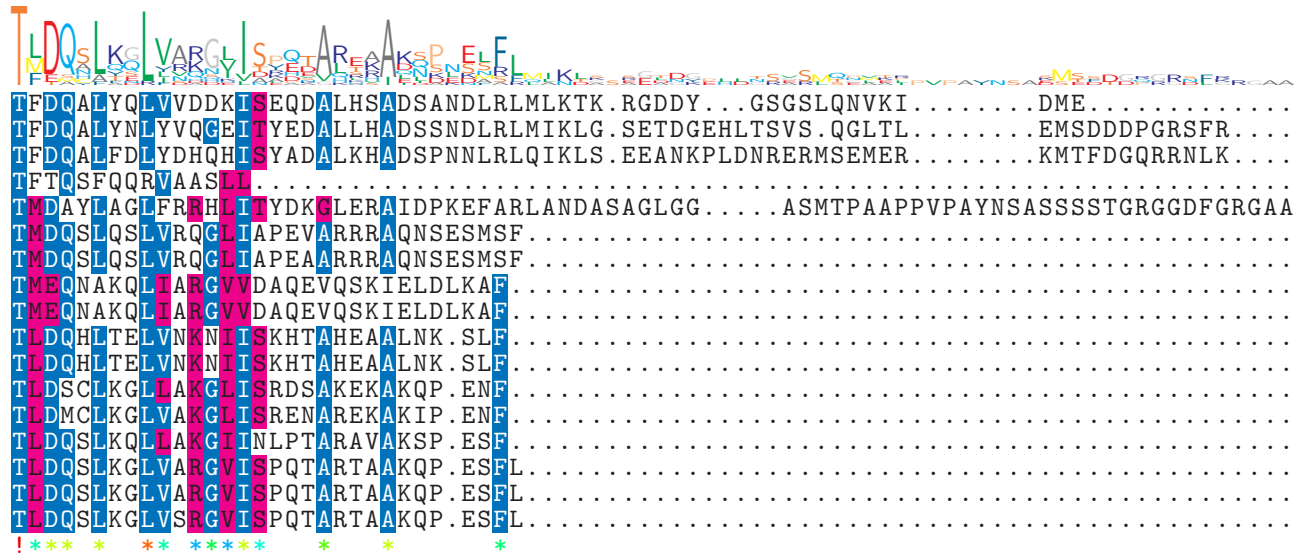 TFDQALYQLVVDDKISEQDALHSADSANDLRLMLKTK.RGDDY...GSGSLQNVKI........DME.............
TFDQALYNLYVQGEITYEDALLHADSSNDLRLMIKLG.SETDGEHLTSVS.QGLTL........EMSDDDPGRSFR....
TFDQALFDLYDHQHISYADALKHADSPNNLRLQIKLS.EEANKPLDNRERMSEMER........KMTFDGQRRNLK....
TFTQSFQQRVAASLL.................................................................
TMDAYLAGLFRRHLITYDKGLERAIDPKEFARLANDASAGLGG.....ASMTPAAPPVPAYNSASSSSTGRGGDFGRGAA
TMDQSLQSLVRQGLIAPEVARRRAQNSESMSF................................................
TMDQSLQSLVRQGLIAPEAARRRAQNSESMSF................................................
TMEQNAKQLIARGVVDAQEVQSKIELDLKAF.................................................
TMEQNAKQLIARGVVDAQEVQSKIELDLKAF.................................................
TLDQHLTELVNKNIISKHTAHEAALNK.SLF.................................................
TLDQHLTELVNKNIISKHTAHEAALNK.SLF.................................................
TLDSCLKGLLAKGLISRDSAKEKAKQP.ENF.................................................
TLDMCLKGLVAKGLISRENAREKAKIP.ENF.................................................
TLDQSLKQLLAKGIINLPTARAVAKSP.ESF.................................................
TLDQSLKGLVARGVISPQTARTAAKQP.ESFL................................................
TLDQSLKGLVARGVISPQTARTAAKQP.ESFL................................................
TLDQSLKGLVSRGVISPQTARTAAKQP.ESFL................................................
!*** *  ** *****   *   *      *